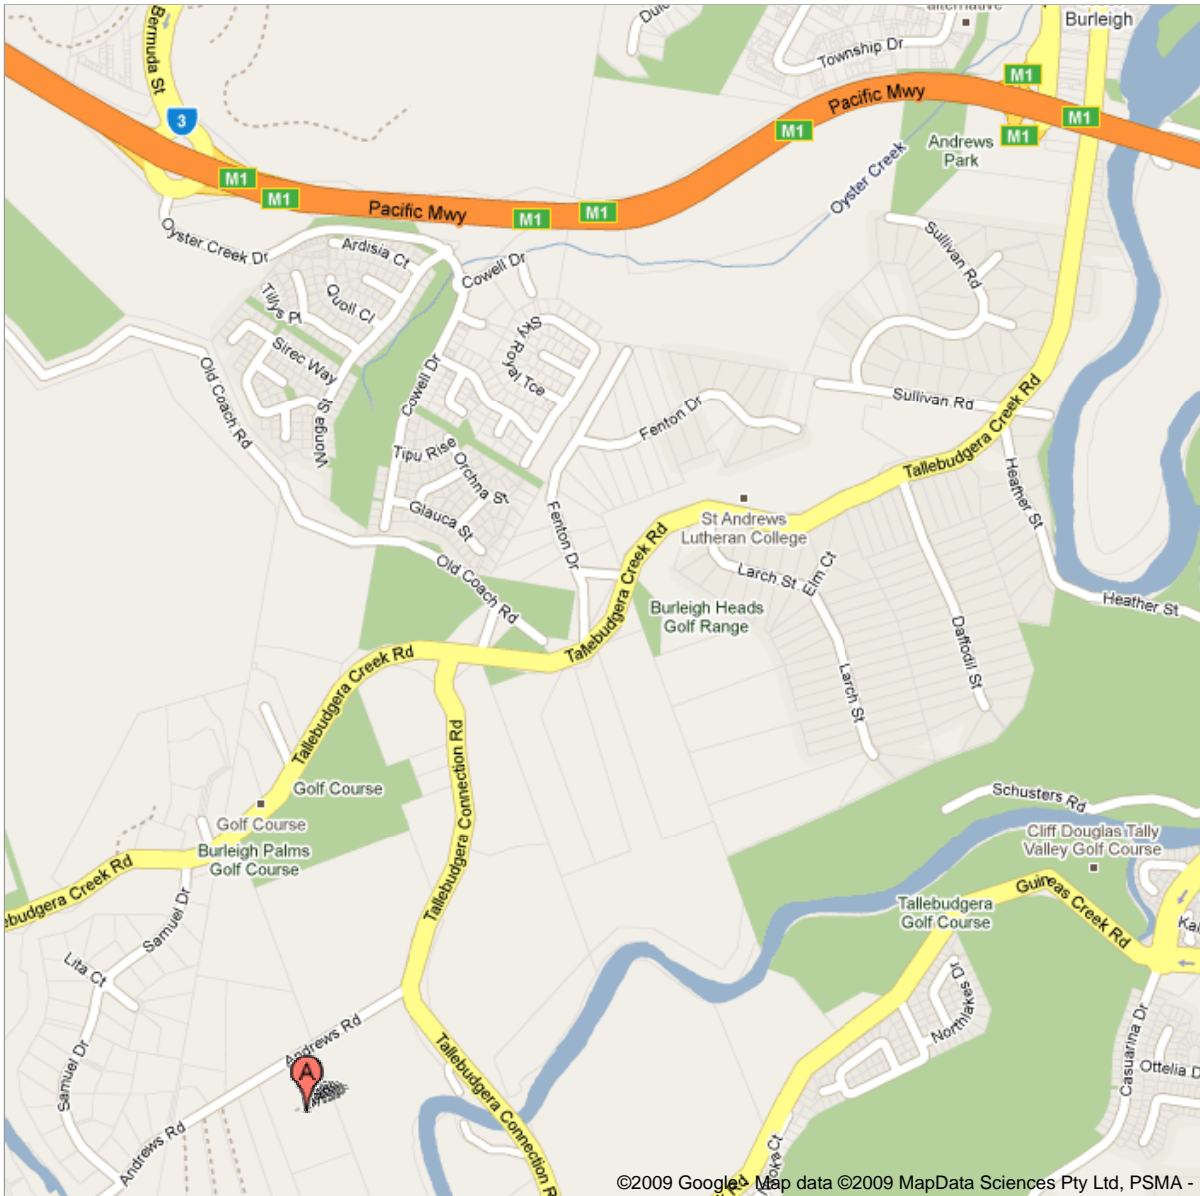 alternative
Burleigh
Bermuda St
Township Dr
M1
Pacific Mwy
3
M1
M1
M1
Andrews
Park
Oyster Creek
M1
M1
Pacific Mwy
M1
M1
Oyster Creek Dr
Ardisia Ct
Cowell Dr
Sullivan Rd
Tillys Pl
Quoll Cl
Sky Royal Tce
Sirec Way
Old Coach Rd
Cowell Dr
Wonga St
Fenton Dr
Sullivan Rd
Tallebudgera Creek Rd
Tipu Rise
Orchna St
Glauca St
Heather St
Fenton Dr
St Andrews
Lutheran College
Tallebudgera Creek Rd
Old Coach Rd
Larch St
Elm Ct
Burleigh Heads
Golf Range
Heather St
Daffodil St
Larch St
Tallebudgera Creek Rd
Tallebudgera Connection Rd
Golf Course
Golf Course
Burleigh Palms
Golf Course
Schusters Rd
Cliff Douglas Tally
Valley Golf Course
Guineas Creek Rd
Tallebudgera
Golf Course
ebudgera Creek Rd
Samuel Dr
Lita Ct
Northlakes Dr
Andrews Rd
Samuel Dr
A
Tallebudgera Connection R
Casuarina Dr
Ottelia D
Andrews Rd
Rd
©2009 Google - Map data ©2009 MapData Sciences Pty Ltd, PSMA -